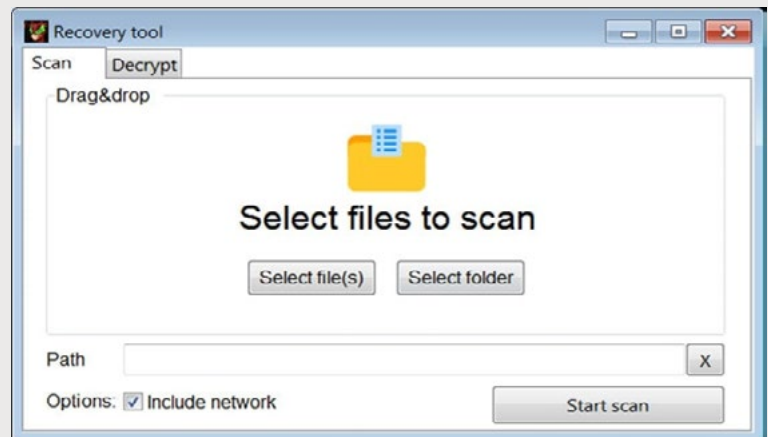 Recovery tool
Scan Decrypt
Drag&drop
Select files to scan
Select file(s) Select folder
Path X
Options: Include network Start scan